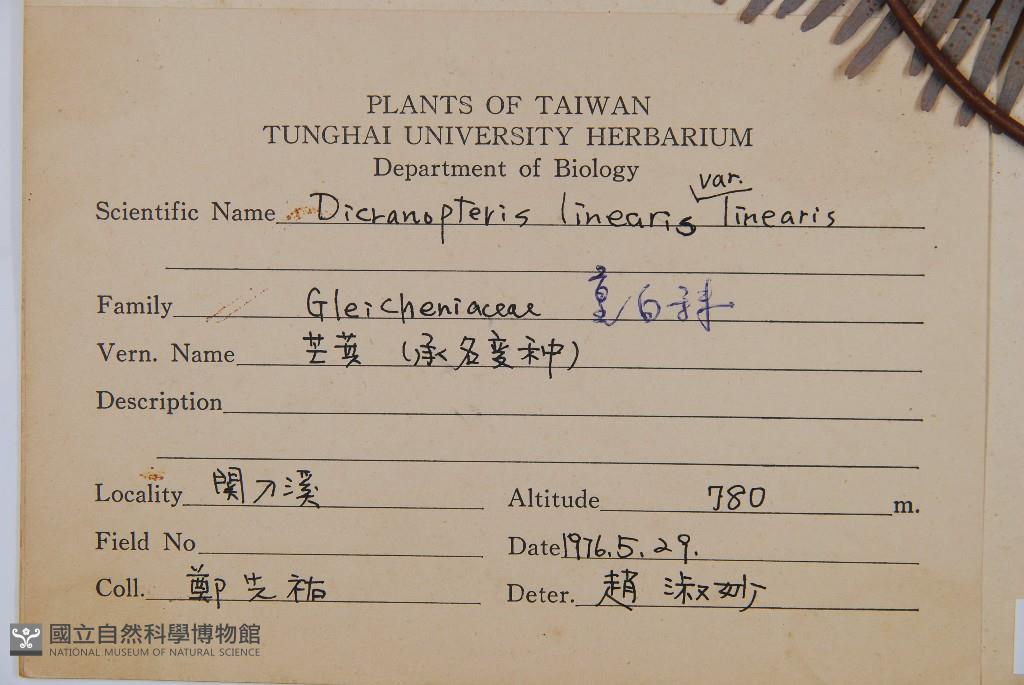 PLANTS OF TAIWAN
TUNGHAI UNIVERSITY HERBARIUM
Department of Biology
var.
Scientific Name Dicranopteris linearis linearis
Family Gleicheniaceae 里白科
Vern. Name 芒萁 (承名變种)
Description
Locality 関刀溪 Altitude 780 m.
Field No Date 1976.5.29.
Coll. 鄭先祐 Deter. 趙淑妙
國立自然科學博物館
NATIONAL MUSEUM OF NATURAL SCIENCE